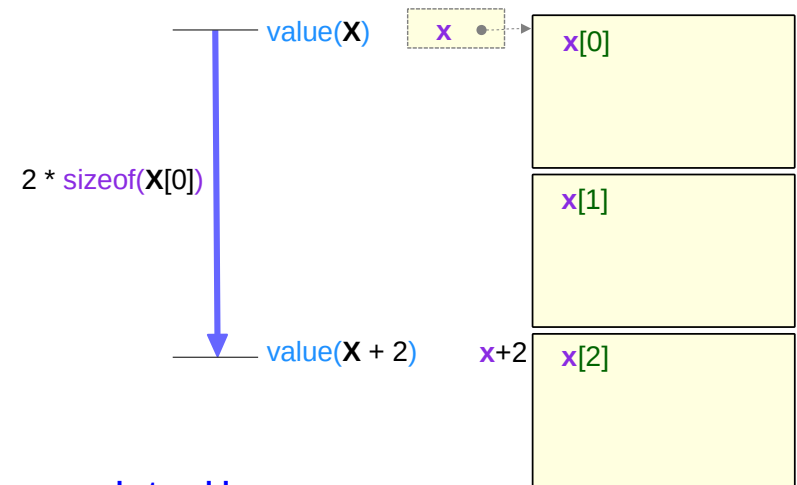 value(X)
x
x[0]
2 * sizeof(X[0])
x[1]
value(X + 2)
x+2
x[2]